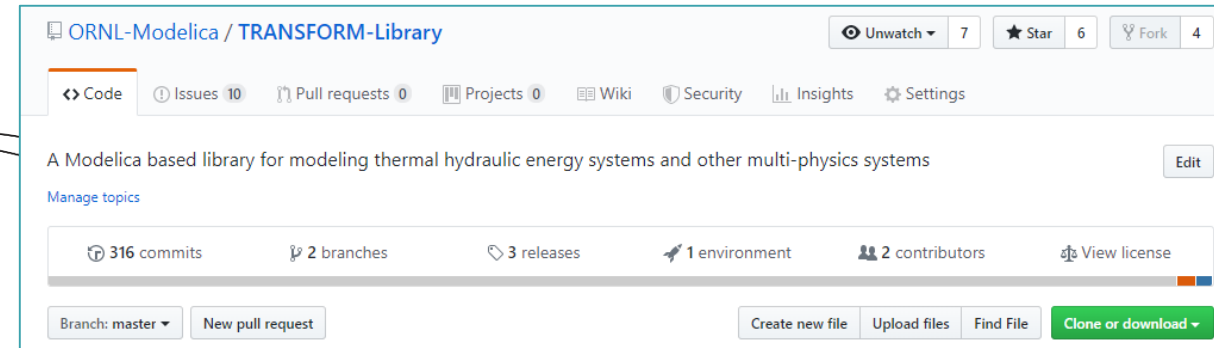 ORNL-Modelica / TRANSFORM-Library Unwatch 7 Star 6 Fork 4
Code Issues 10 Pull requests 0 Projects 0 Wiki Security Insights Settings
A Modelica based library for modeling thermal hydraulic energy systems and other multi-physics systems Edit
Manage topics
316 commits 2 branches 3 releases 1 environment 2 contributors View license
Branch: master New pull request Create new file Upload files Find File Clone or download